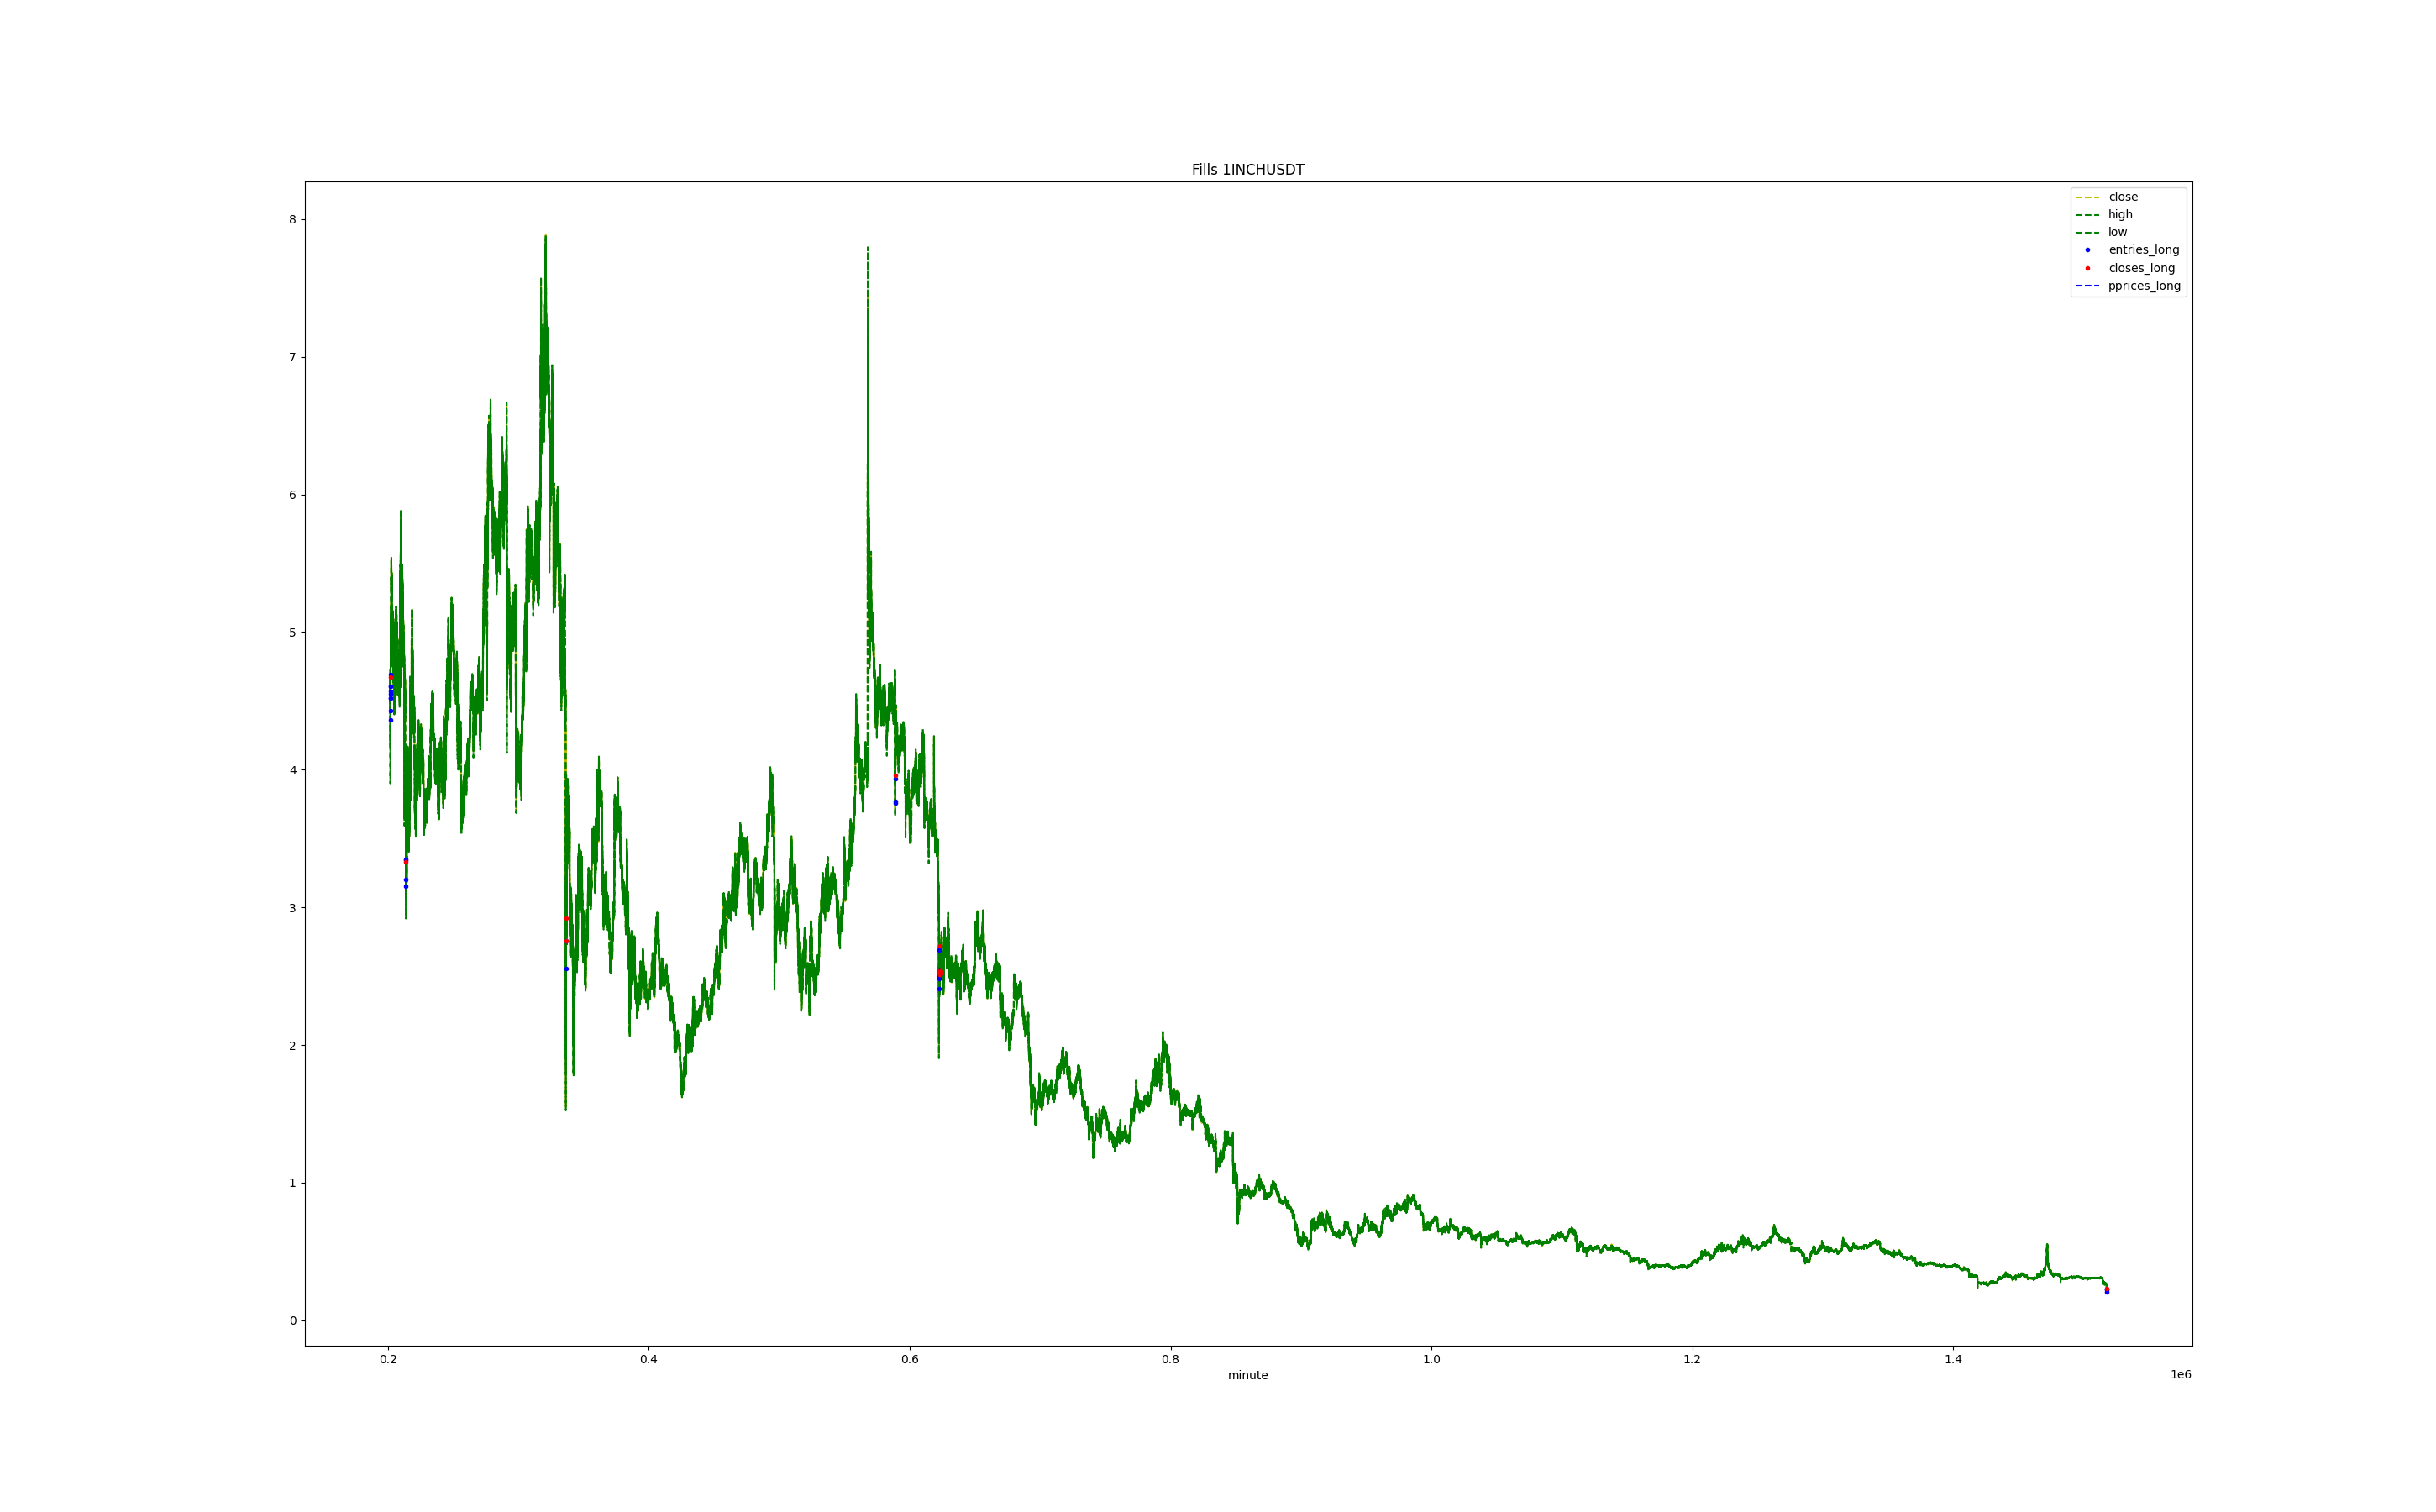 Fills 1INCHUSDT
close
high
low
entries_long
closes_long
pprices_long
8
7
6
5
4
3
2
1
0
0.2 0.4 0.6 0.8 1.0 1.2 1.4
minute
1e6